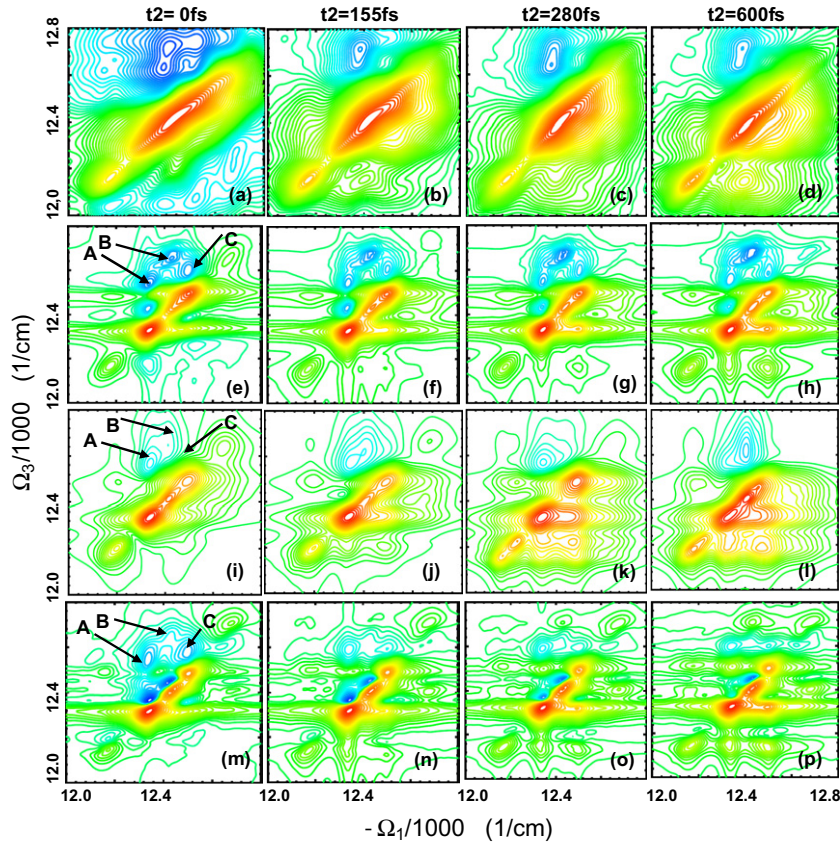 t2= 0fs t2=155fs t2=280fs t2=600fs
12.8
12.4
12.0
(a) (b) (c) (d)
B C
A
12.4
12.0
(e) (f) (g) (h)
B C
A
12.4
12.0
(i) (j) (k) (l)
A B C
12.4
12.0
(m) (n) (o) (p)
12.0 12.4 12.0 12.4 12.0 12.4 12.0 12.4 12.8
Ω3/1000 (1/cm)
- Ω1/1000 (1/cm)